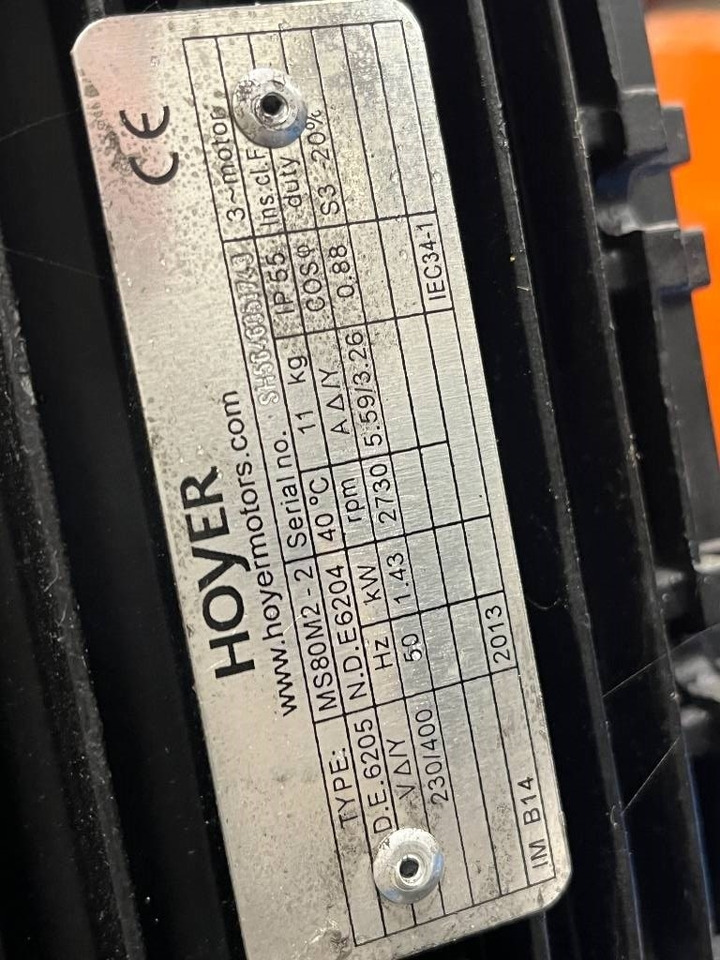 CE
HOYER
www.hoyermotors.com
TYPE: MS80M2-2 Serial no. 3~motor
D.E.6205 N.D.E6204 40 °C 11 kg IP 55 Ins.cl.F
V Δ/Y Hz kW rpm A Δ/Y COSφ duty
230/400 50 1.43 2730 5.59/3.26 0.88 S3 -20%
IM B14 2013 IEC34-1